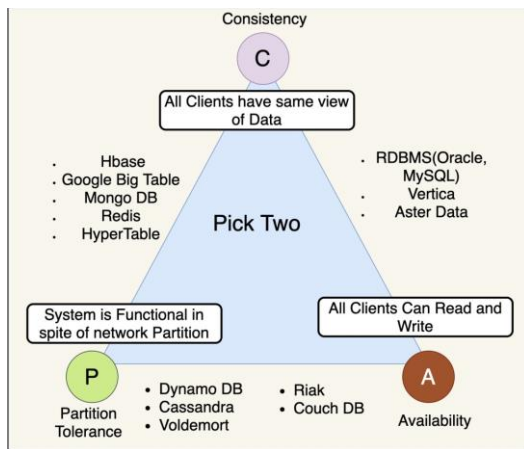 Consistency
C
All Clients have same view
of Data
• Hbase
• Google Big Table
• Mongo DB
• Redis
• HyperTable
• RDBMS(Oracle,
MySQL)
• Vertica
• Aster Data
Pick Two
System is Functional in
spite of network Partition
All Clients Can Read and
Write
P
Partition
Tolerance
• Dynamo DB
• Cassandra
• Voldemort
• Riak
• Couch DB
A
Availability